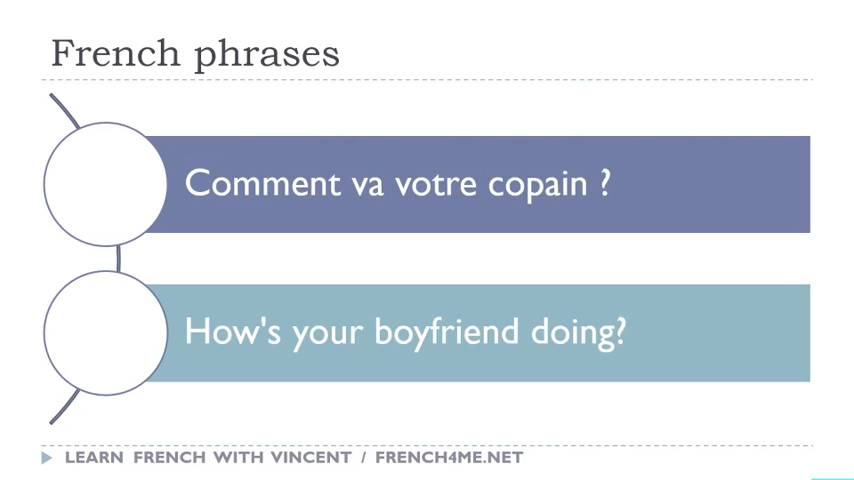 French phrases
Comment va votre copain ?
How's your boyfriend doing?
LEARN FRENCH WITH VINCENT / FRENCH4ME.NET